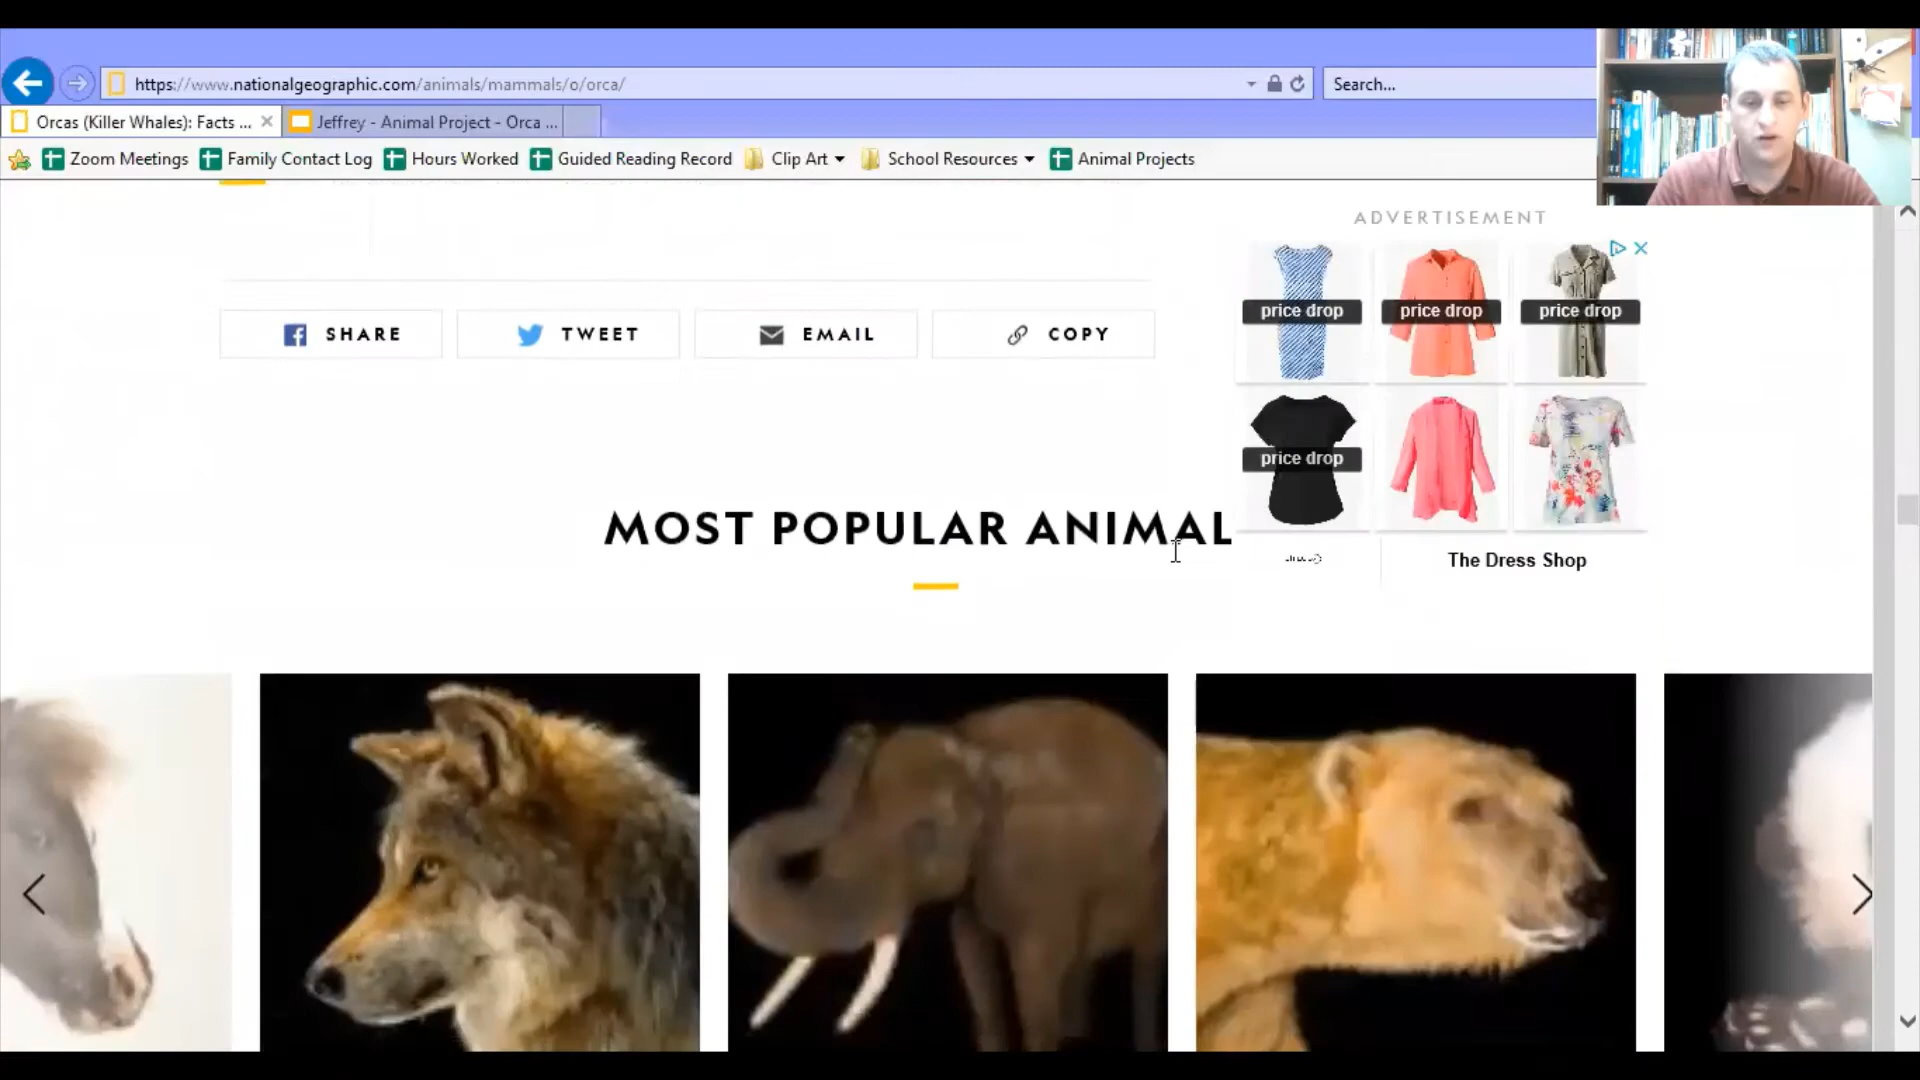 https://www.nationalgeographic.com/animals/mammals/o/orca/
Search...
Orcas (Killer Whales): Facts ...
Jeffrey - Animal Project - Orca ...
Zoom Meetings
Family Contact Log
Hours Worked
Guided Reading Record
Clip Art
School Resources
Animal Projects
ADVERTISEMENT
price drop
price drop
price drop
SHARE
TWEET
EMAIL
COPY
price drop
MOST POPULAR ANIMAL
The Dress Shop